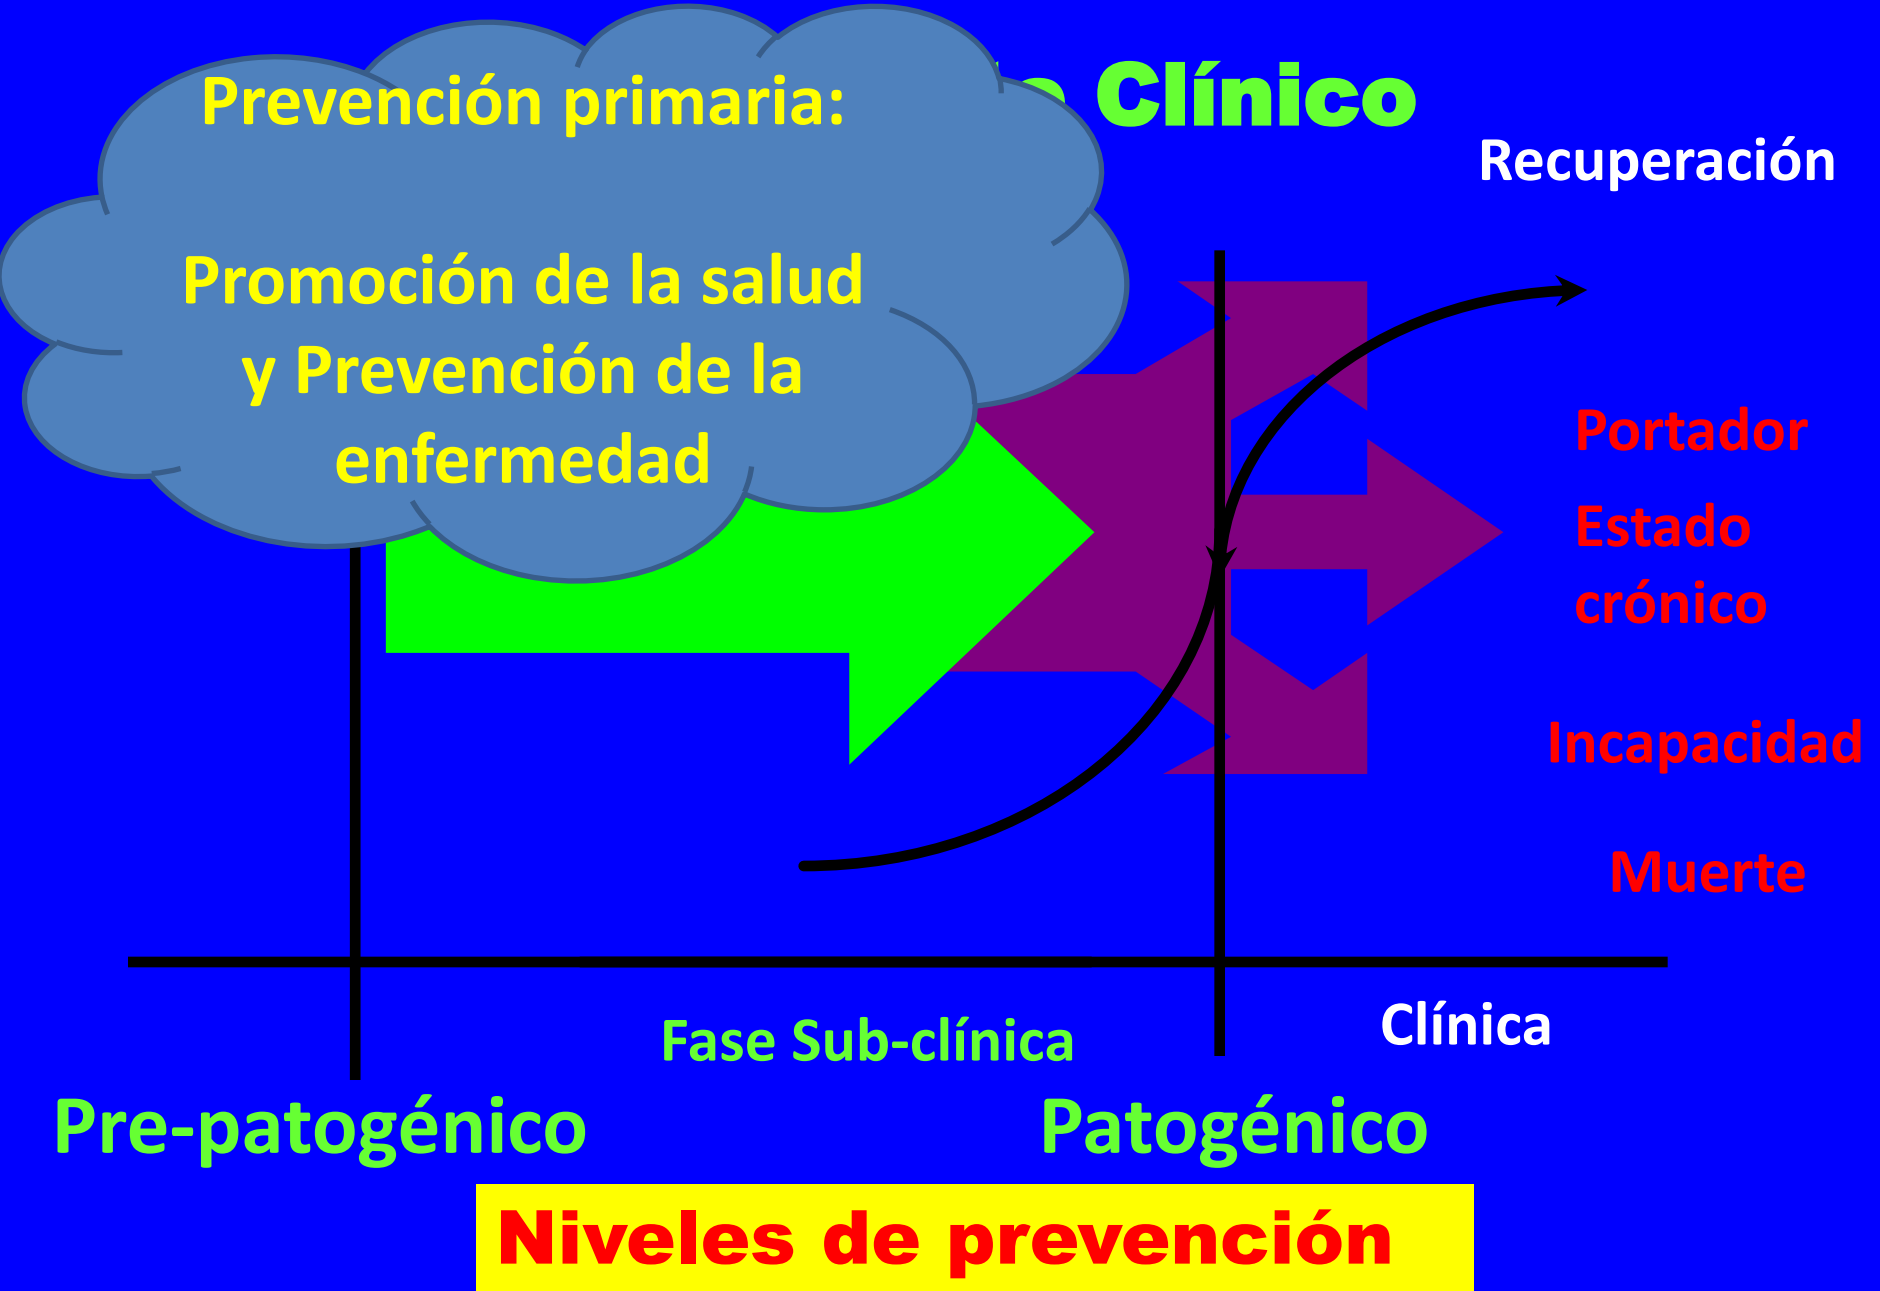 Clínico
Prevención primaria:
Promoción de la salud
y Prevención de la
enfermedad
Recuperación
Portador
Estado
crónico
Incapacidad
Muerte
Fase Sub-clínica
Clínica
Pre-patogénico
Patogénico
Niveles de prevención